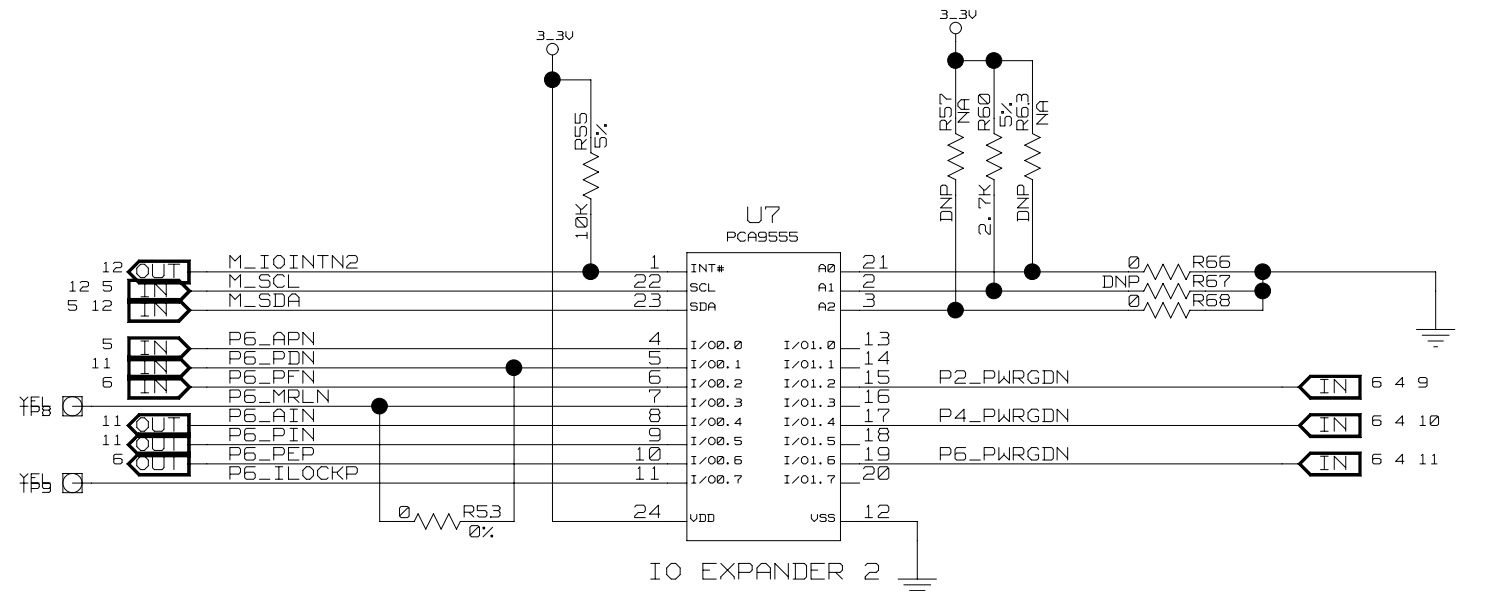 3_3V
3_3V
R55
5%
10K
R57
NA
DNP
R60
5%
2.7K
R63
NA
DNP
U7
PCA9555
12 OUT M_IOINTN2 1 INT#
12 5 IN M_SCL 22 SCL
5 12 IN M_SDA 23 SDA
A0 21 0 R66
A1 2 DNP R67
A2 3 0 R68
5 IN P6_APN 4 I/O0.0
11 IN P6_PDN 5 I/O0.1
6 IN P6_PFN 6 I/O0.2
YEL P6_MRLN 7 I/O0.3
11 OUT P6_AIN 8 I/O0.4
11 OUT P6_PIN 9 I/O0.5
6 OUT P6_PEP 10 I/O0.6
YEL P6_ILOCKP 11 I/O0.7
I/O1.0 13
I/O1.1 14
I/O1.2 15 P2_PWRGDN IN 6 4 9
I/O1.3 16
I/O1.4 17 P4_PWRGDN IN 6 4 10
I/O1.5 18
I/O1.6 19 P6_PWRGDN IN 6 4 11
I/O1.7 20
0 R53
0%
24 VDD
VSS 12
IO EXPANDER 2